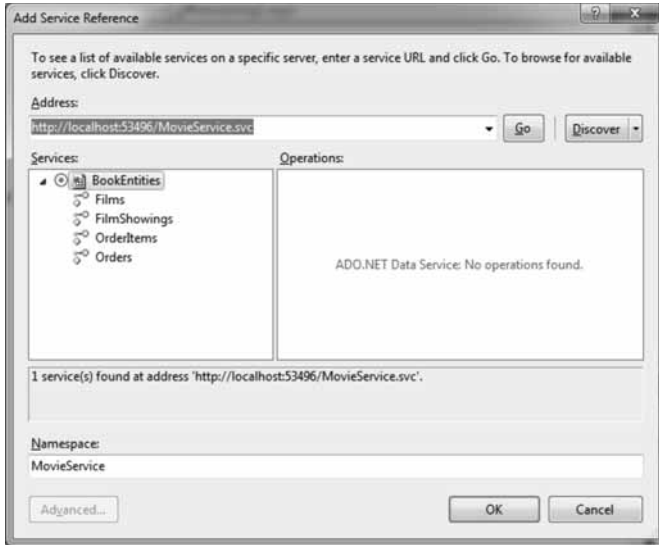 Add Service Reference
To see a list of available services on a specific server, enter a service URL and click Go. To browse for available
services, click Discover.
Address:
http://localhost:53496/MovieService.svc
Go
Discover
Services:
Operations:
BookEntities
Films
FilmShowings
OrderItems
Orders
ADO.NET Data Service: No operations found.
1 service(s) found at address 'http://localhost:53496/MovieService.svc'.
Namespace:
MovieService
Advanced...
OK
Cancel